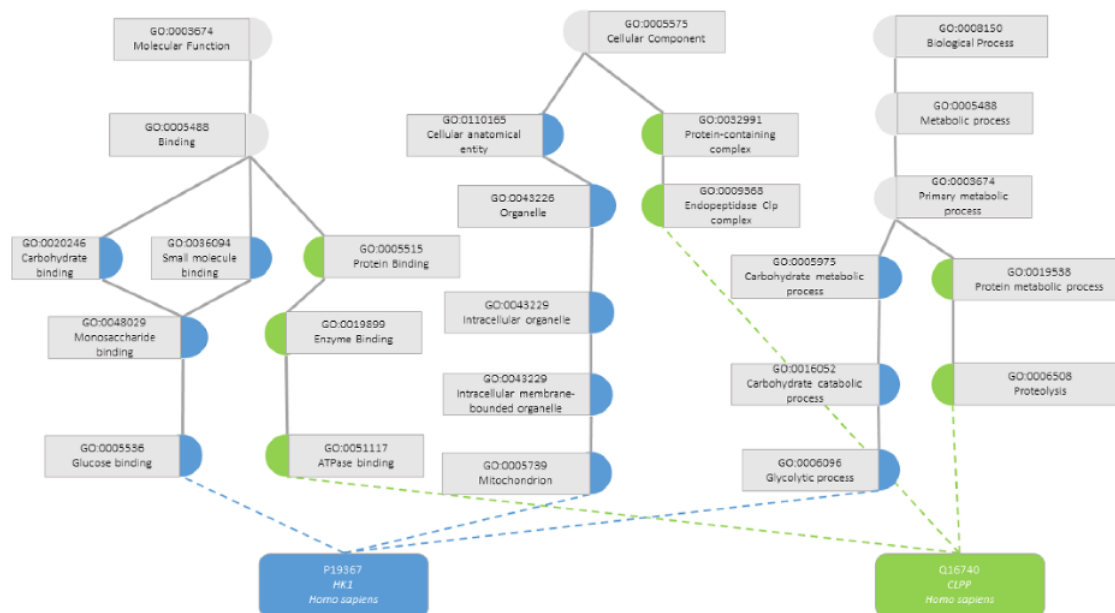 GO:0003674
Molecular Function
GO:0005488
Binding
GO:0020246
Carbohydrate
binding
GO:0036094
Small molecule
binding
GO:0005515
Protein Binding
GO:0048029
Monosaccharide
binding
GO:0019899
Enzyme Binding
GO:0005536
Glucose binding
GO:0051117
ATPase binding
GO:0005575
Cellular Component
GO:0110165
Cellular anatomical
entity
GO:0032991
Protein-containing
complex
GO:0043226
Organelle
GO:0009368
Endopeptidase Clp
complex
GO:0043229
Intracellular organelle
GO:0043229
Intracellular membrane-
bounded organelle
GO:0005739
Mitochondrion
GO:0008150
Biological Process
GO:0005488
Metabolic process
GO:0003674
Primary metabolic
process
GO:0005975
Carbohydrate metabolic
process
GO:0019538
Protein metabolic process
GO:0016052
Carbohydrate catabolic
process
GO:0006508
Proteolysis
GO:0006096
Glycolytic process
P19367
HK1
Homo sapiens
Q16740
CLPP
Homo sapiens